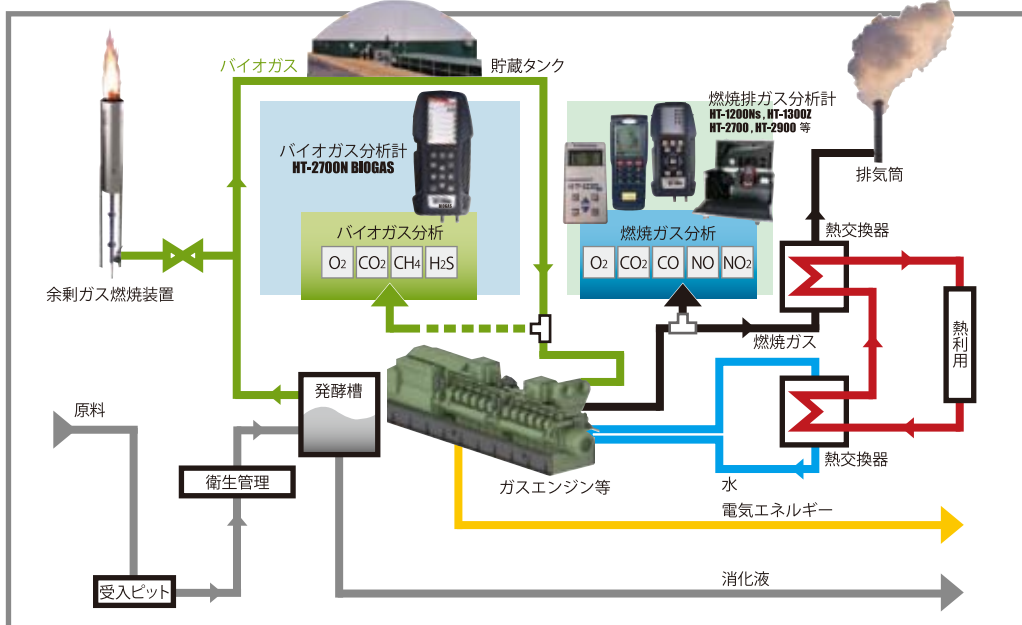 バイオガス
貯蔵タンク
バイオガス分析計
HT-2700N BIOGAS
燃焼排ガス分析計
HT-1200Ns , HT-1300Z
HT-2700 , HT-2900 等
排気筒
バイオガス分析
O2 CO2 CH4 H2S
燃焼ガス分析
O2 CO2 CO NO NO2
熱交換器
余剰ガス燃焼装置
燃焼ガス
熱利用
発酵槽
原料
衛生管理
ガスエンジン等
水
熱交換器
電気エネルギー
受入ピット
消化液